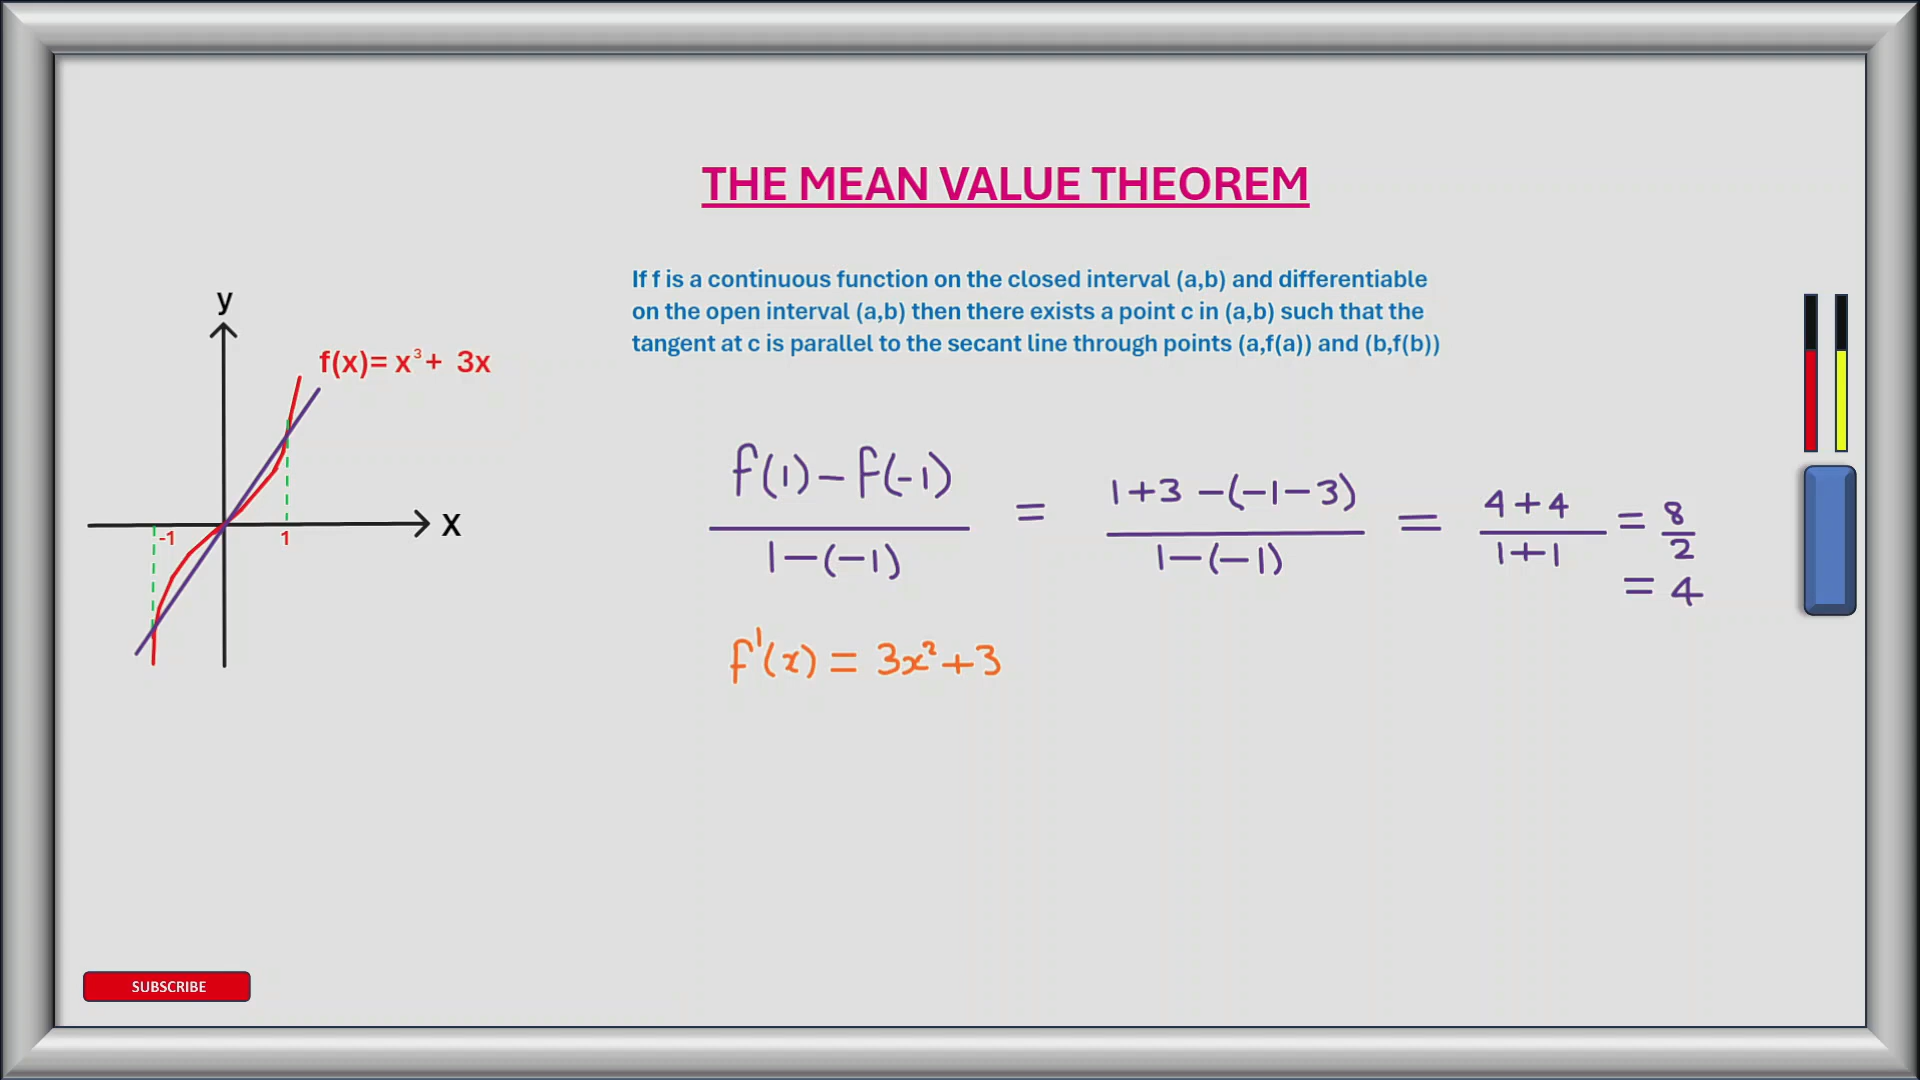 THE MEAN VALUE THEOREM
If f is a continuous function on the closed interval (a,b) and differentiable
on the open interval (a,b) then there exists a point c in (a,b) such that the
tangent at c is parallel to the secant line through points (a,f(a)) and (b,f(b))
y
f(x)= x³+ 3x
x
-1
1
f(1)-f(-1) / 1-(-1) = 1+3-(-1-3) / 1-(-1) = 4+4 / 1+1 = 8/2
= 4
f'(x) = 3x²+3
SUBSCRIBE